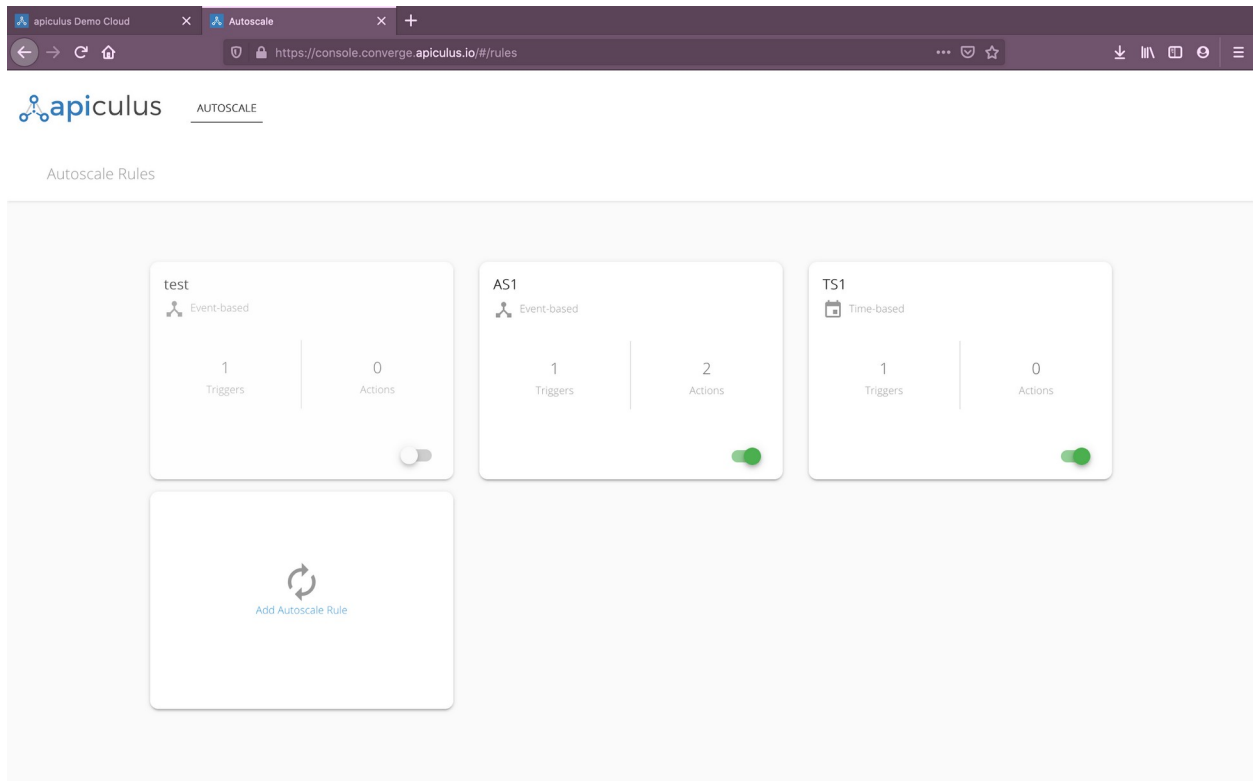 apiculus Demo Cloud
Autoscale
https://console.converge.apiculus.io/#/rules
apiculus
AUTOSCALE
Autoscale Rules
test
Event-based
1
Triggers
0
Actions
AS1
Event-based
1
Triggers
2
Actions
TS1
Time-based
1
Triggers
0
Actions
Add Autoscale Rule